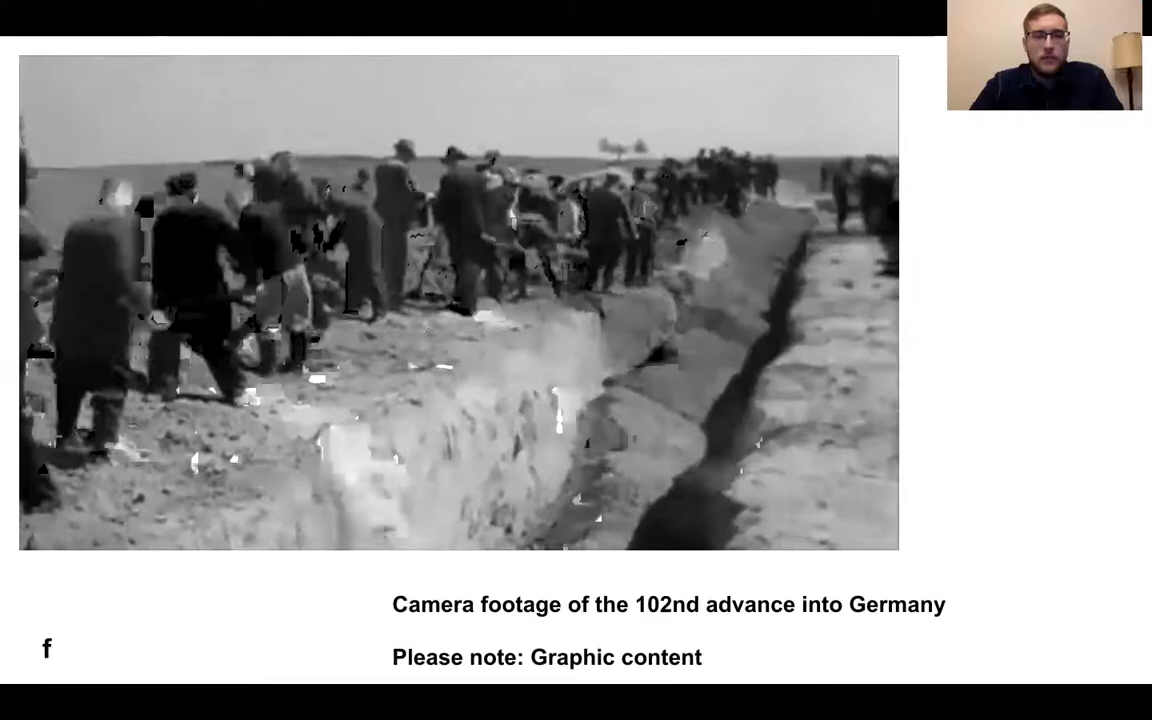 Camera footage of the 102nd advance into Germany
f
Please note: Graphic content